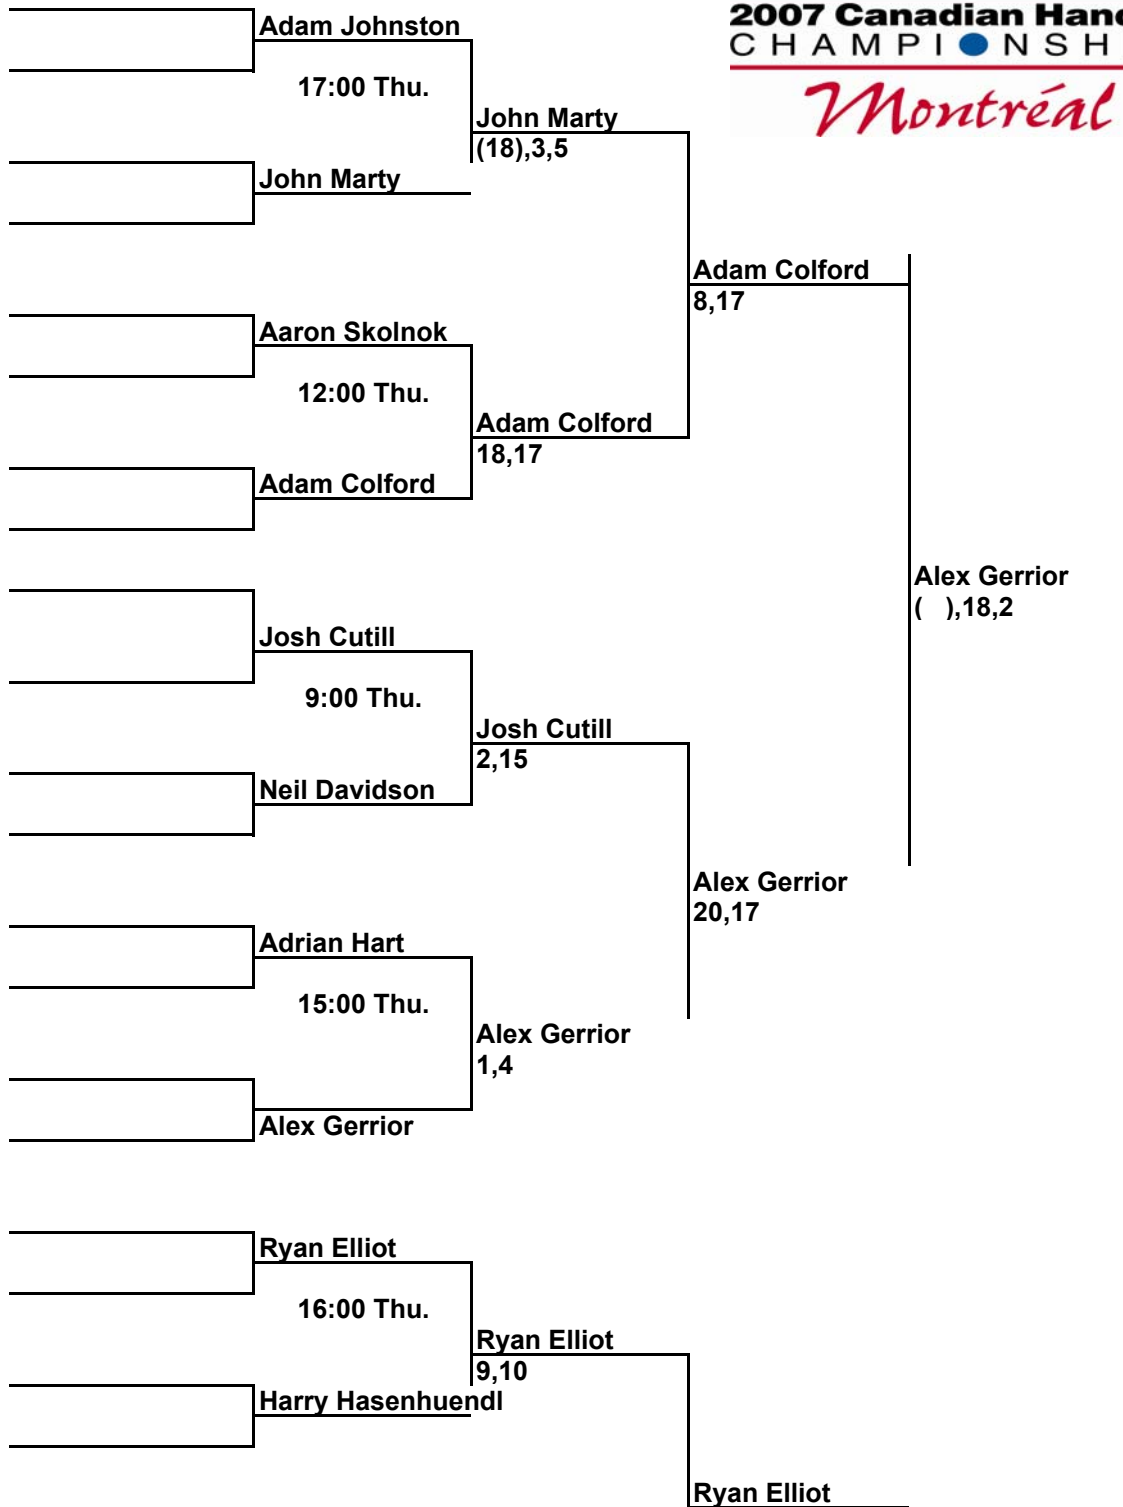 2007 Canadian Hand
CHAMPIONSH
Montréal
Adam Johnston
17:00 Thu.
John Marty
(18),3,5
John Marty
Adam Colford
8,17
Aaron Skolnok
12:00 Thu.
Adam Colford
18,17
Adam Colford
Alex Gerrior
( ),18,2
Josh Cutill
9:00 Thu.
Josh Cutill
2,15
Neil Davidson
Alex Gerrior
20,17
Adrian Hart
15:00 Thu.
Alex Gerrior
1,4
Alex Gerrior
Ryan Elliot
16:00 Thu.
Ryan Elliot
9,10
Harry Hasenhuendl
Ryan Elliot